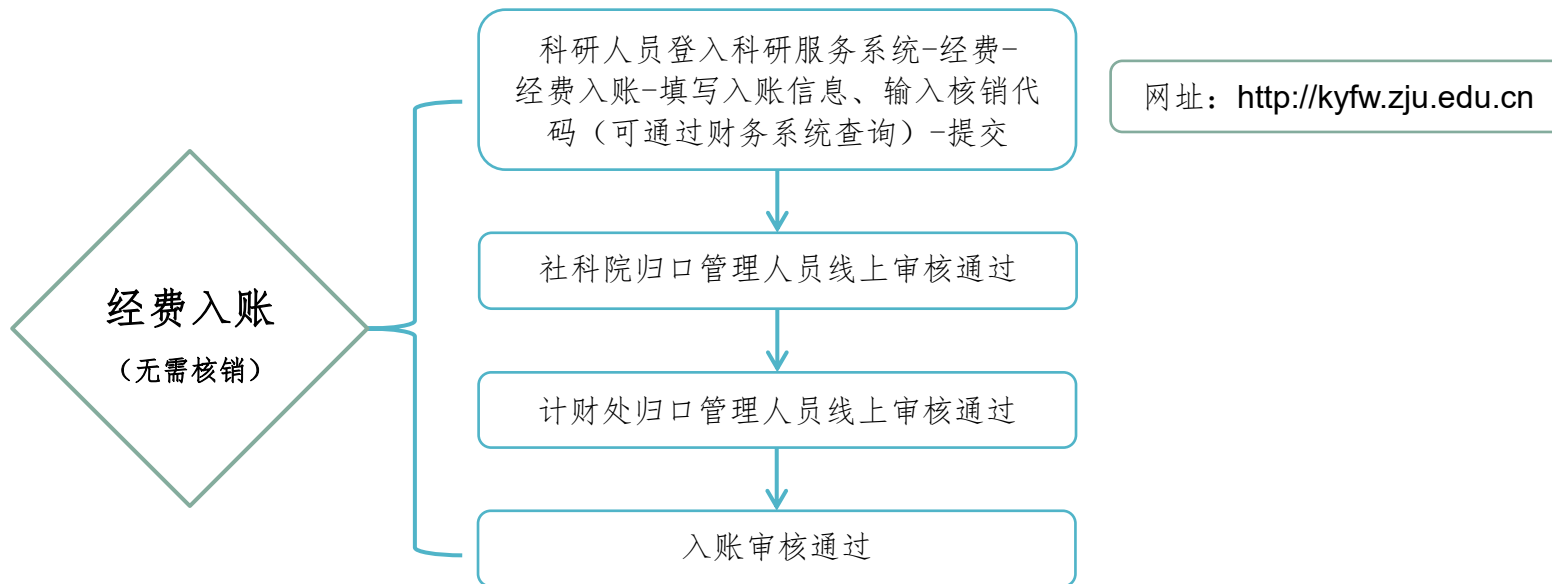 科研人员登入科研服务系统-经费-
经费入账-填写入账信息、输入核销代
码（可通过财务系统查询）-提交
网址：http://kyfw.zju.edu.cn
经费入账
（无需核销）
社科院归口管理人员线上审核通过
计财处归口管理人员线上审核通过
入账审核通过